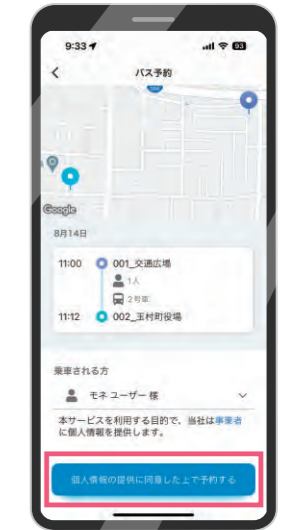 9:33
93
バス予約
Google
8月14日
11:00 001_交通広場
1人
2号車
11:12 002_玉村町役場
乗車される方
モネ ユーザー 様
本サービスを利用する目的で、当社は事業者
に個人情報を提供します。
個人情報の提供に同意した上で予約する